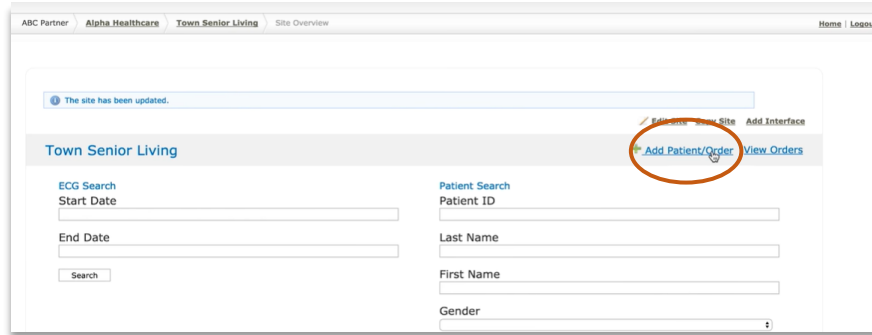 ABC Partner Alpha Healthcare Town Senior Living Site Overview Home | Logou
The site has been updated.
Edit Site Copy Site Add Interface
Town Senior Living Add Patient/Order View Orders
ECG Search
Start Date
End Date
Search
Patient Search
Patient ID
Last Name
First Name
Gender